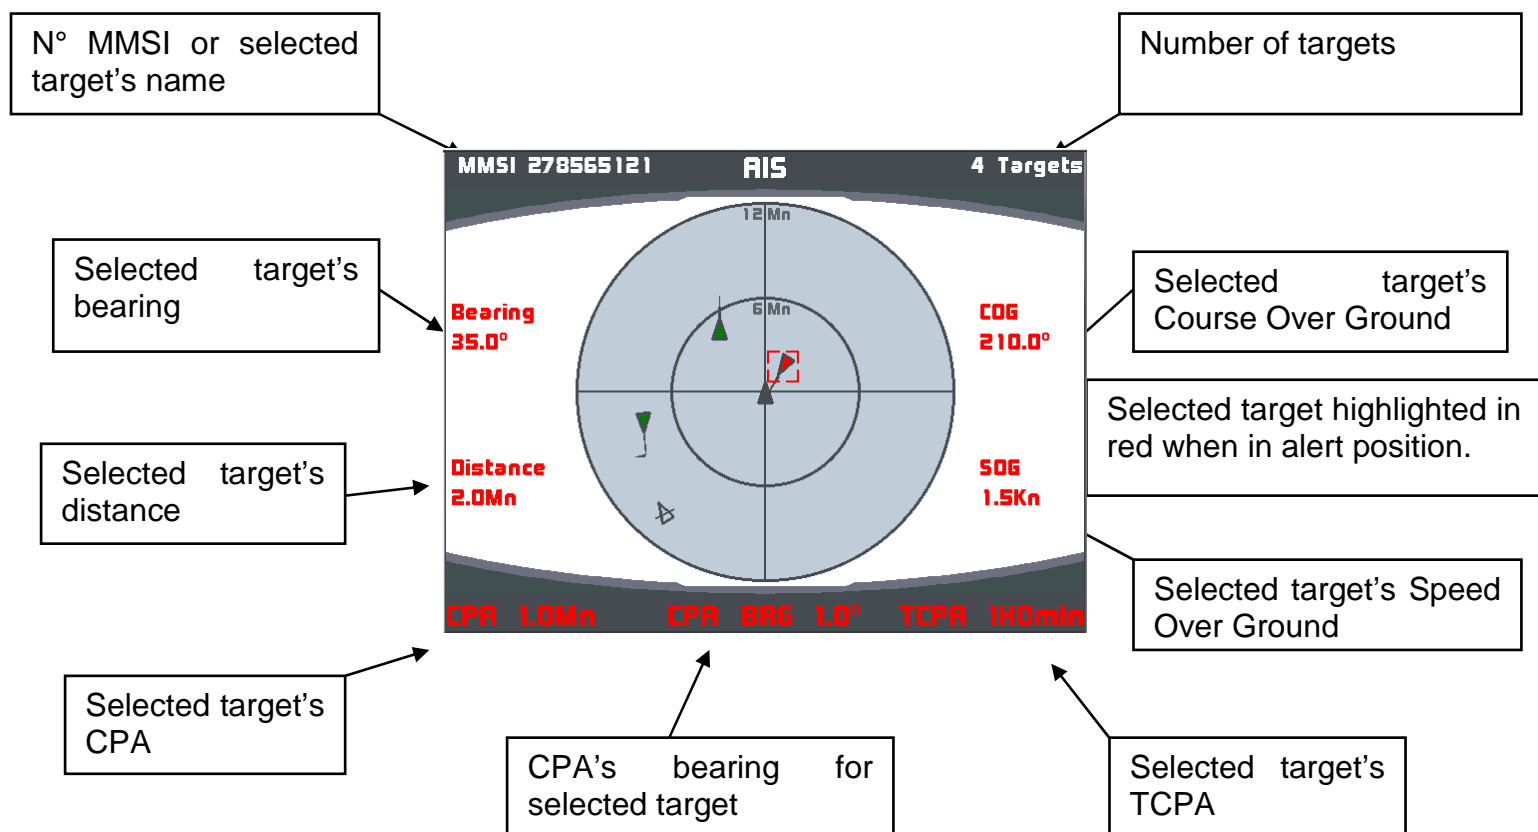 N° MMSI or selected
target's name
Number of targets
MMSI 278565121
AIS
4 Targets
12 Mn
Selected target's
bearing
Bearing
35.0°
6 Mn
COG
210.0°
Selected target's
Course Over Ground
Selected target highlighted in
red when in alert position.
Selected target's
distance
Distance
2.0Mn
SOG
1.5Kn
Selected target's Speed
Over Ground
CPA 1.0Mn
CPA BRG 1.0°
TCPA 1H0min
Selected target's
CPA
CPA's bearing for
selected target
Selected target's
TCPA